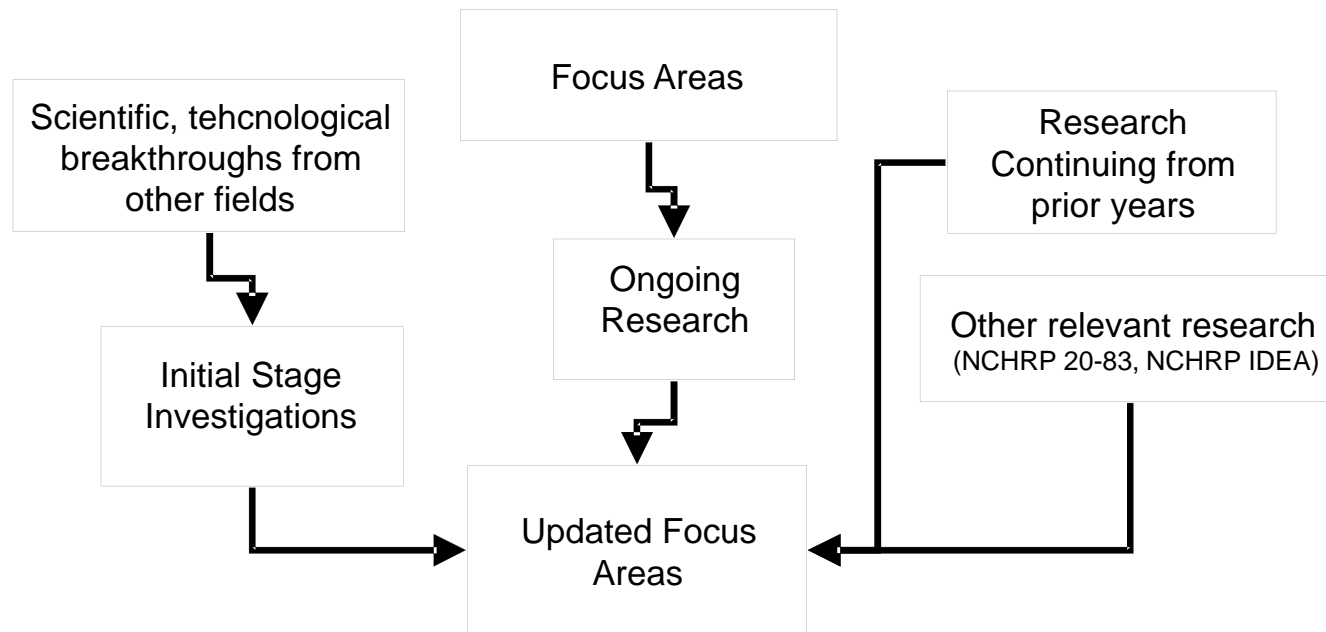 Focus Areas
Scientific, tehcnological
breakthroughs from
other fields
Research
Continuing from
prior years
Ongoing
Research
Other relevant research
(NCHRP 20-83, NCHRP IDEA)
Initial Stage
Investigations
Updated Focus
Areas